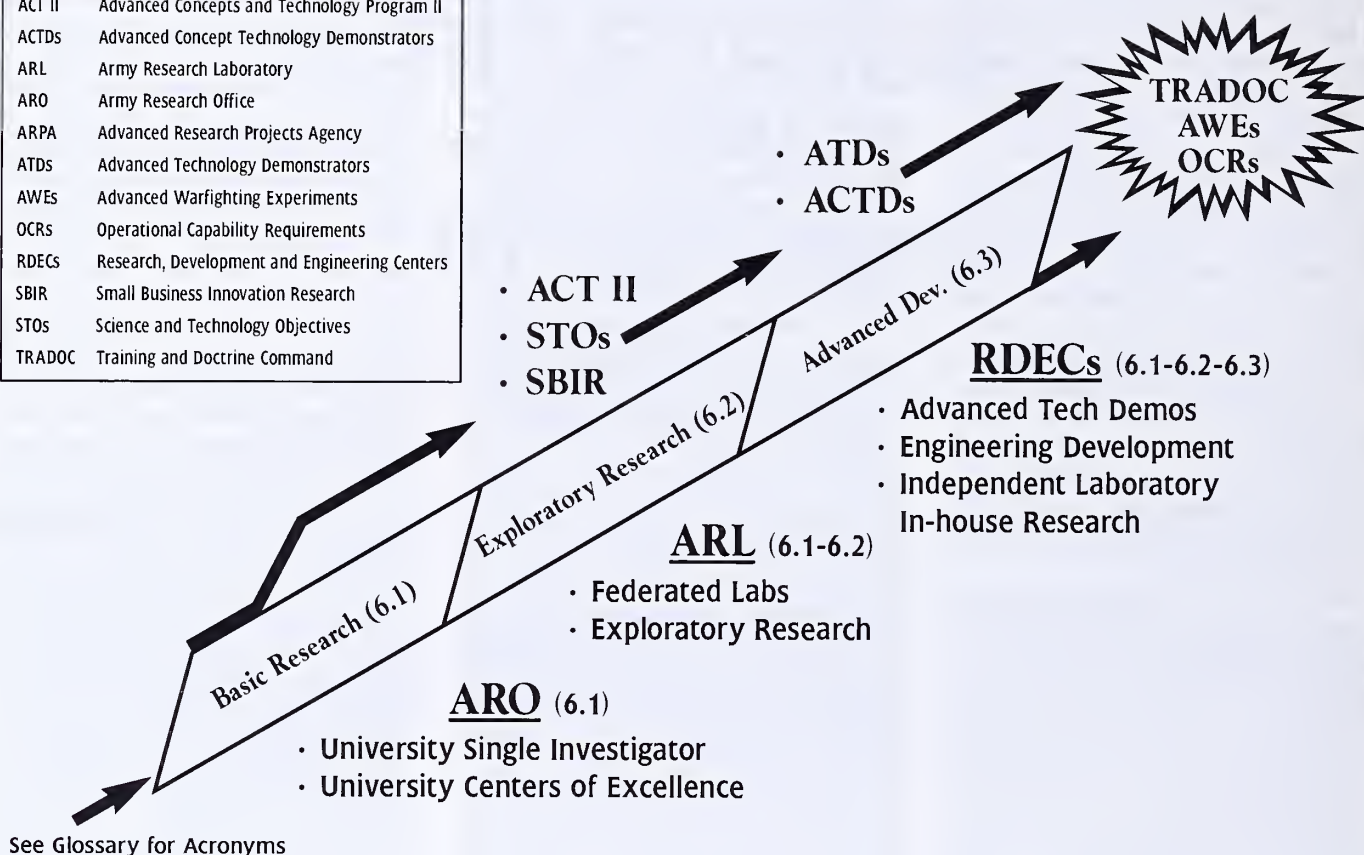 ACT II Advanced Concepts and Technology Program II
ACTDs Advanced Concept Technology Demonstrators
ARL Army Research Laboratory
ARO Army Research Office
ARPA Advanced Research Projects Agency
ATDs Advanced Technology Demonstrators
AWEs Advanced Warfighting Experiments
OCRs Operational Capability Requirements
RDECs Research, Development and Engineering Centers
SBIR Small Business Innovation Research
STOs Science and Technology Objectives
TRADOC Training and Doctrine Command
TRADOC
AWEs
OCRs
· ATDs
· ACTDs
· ACT II
· STOs
· SBIR
Advanced Dev. (6.3)
Exploratory Research (6.2)
Basic Research (6.1)
RDECs (6.1-6.2-6.3)
· Advanced Tech Demos
· Engineering Development
· Independent Laboratory
In-house Research
ARL (6.1-6.2)
· Federated Labs
· Exploratory Research
ARO (6.1)
· University Single Investigator
· University Centers of Excellence
See Glossary for Acronyms